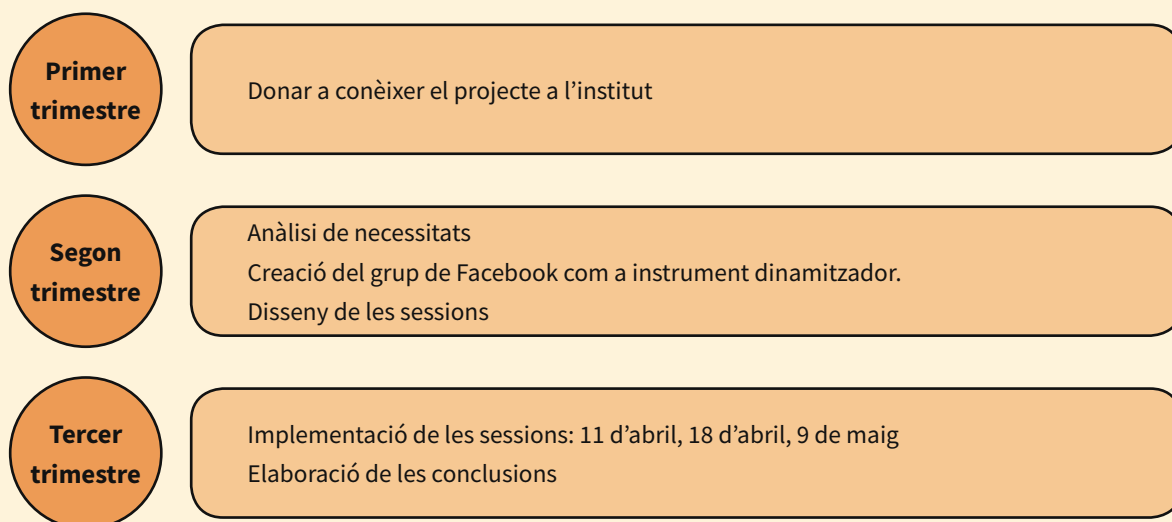 Primer
trimestre
Donar a conèixer el projecte a l’institut
Segon
trimestre
Anàlisi de necessitats
Creació del grup de Facebook com a instrument dinamitzador.
Disseny de les sessions
Tercer
trimestre
Implementació de les sessions: 11 d’abril, 18 d’abril, 9 de maig
Elaboració de les conclusions